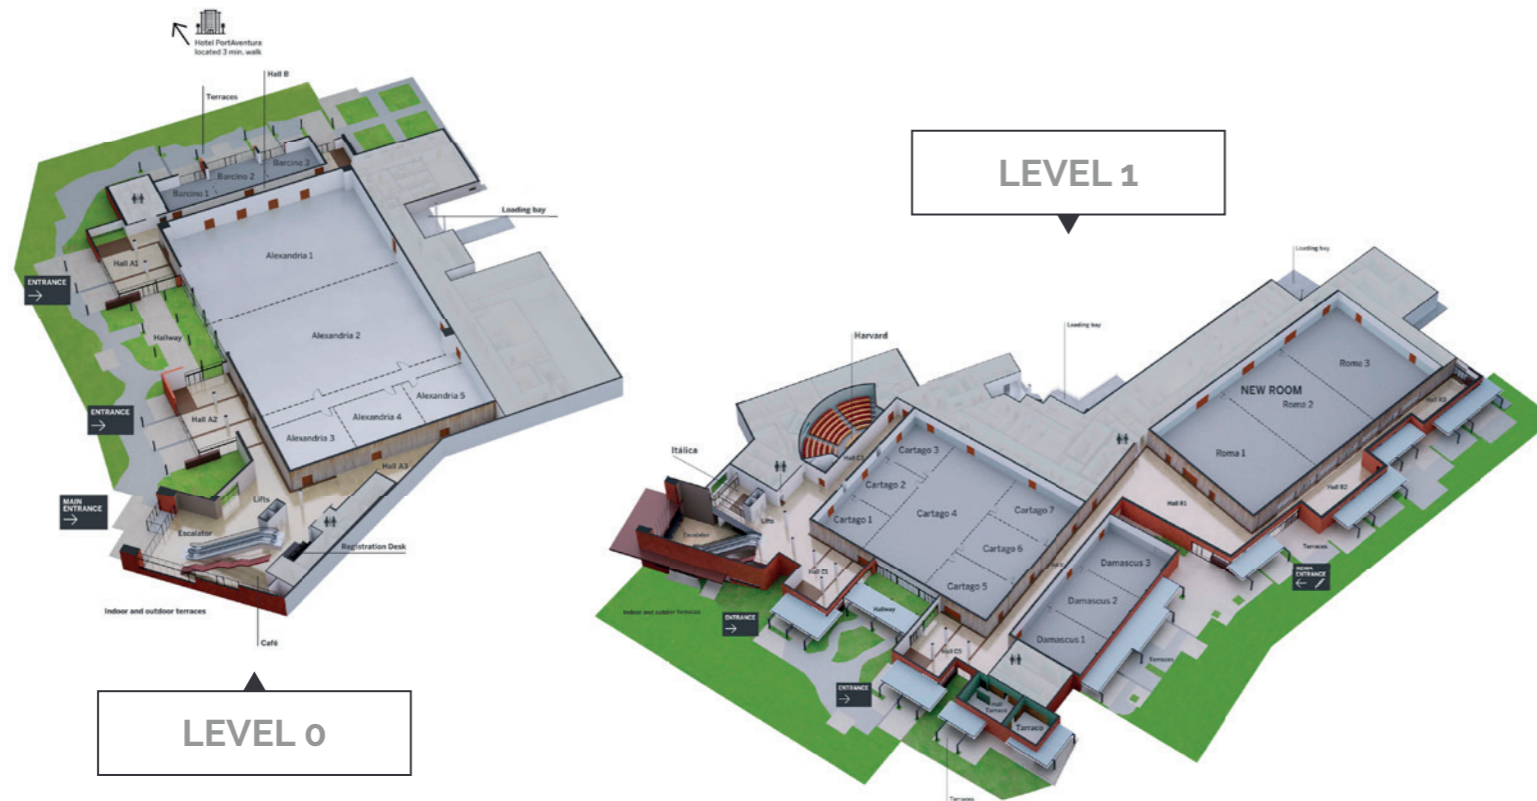 Hotel PortAventura
located 3 min. walk
Hall B
Terraces
Barcino 3
Barcino 2
Barcino 1
Loading bay
Alexandria 1
Hall A1
ENTRANCE
Alexandria 2
Hallway
Alexandria 5
Alexandria 4
Alexandria 3
ENTRANCE
Hall A2
Hall A3
MAIN
ENTRANCE
Lifts
Escalator
Registration Desk
Indoor and outdoor terraces
Café
LEVEL 0
LEVEL 1
Loading bay
Loading bay
Harvard
Roma 3
NEW ROOM
Roma 2
Roma 1
Itálica
Cartago 3
Cartago 2
Cartago 1
Cartago 4
Cartago 7
Cartago 6
Cartago 5
Lifts
Escalator
Hall R1
Hall R2
Terraces
Damascus 3
Damascus 2
Damascus 1
ENTRANCE
Indoor and outdoor terraces
Hallway
ENTRANCE
Terraces
ENTRANCE
Hall
Tarraco
Tarraco
Terraces